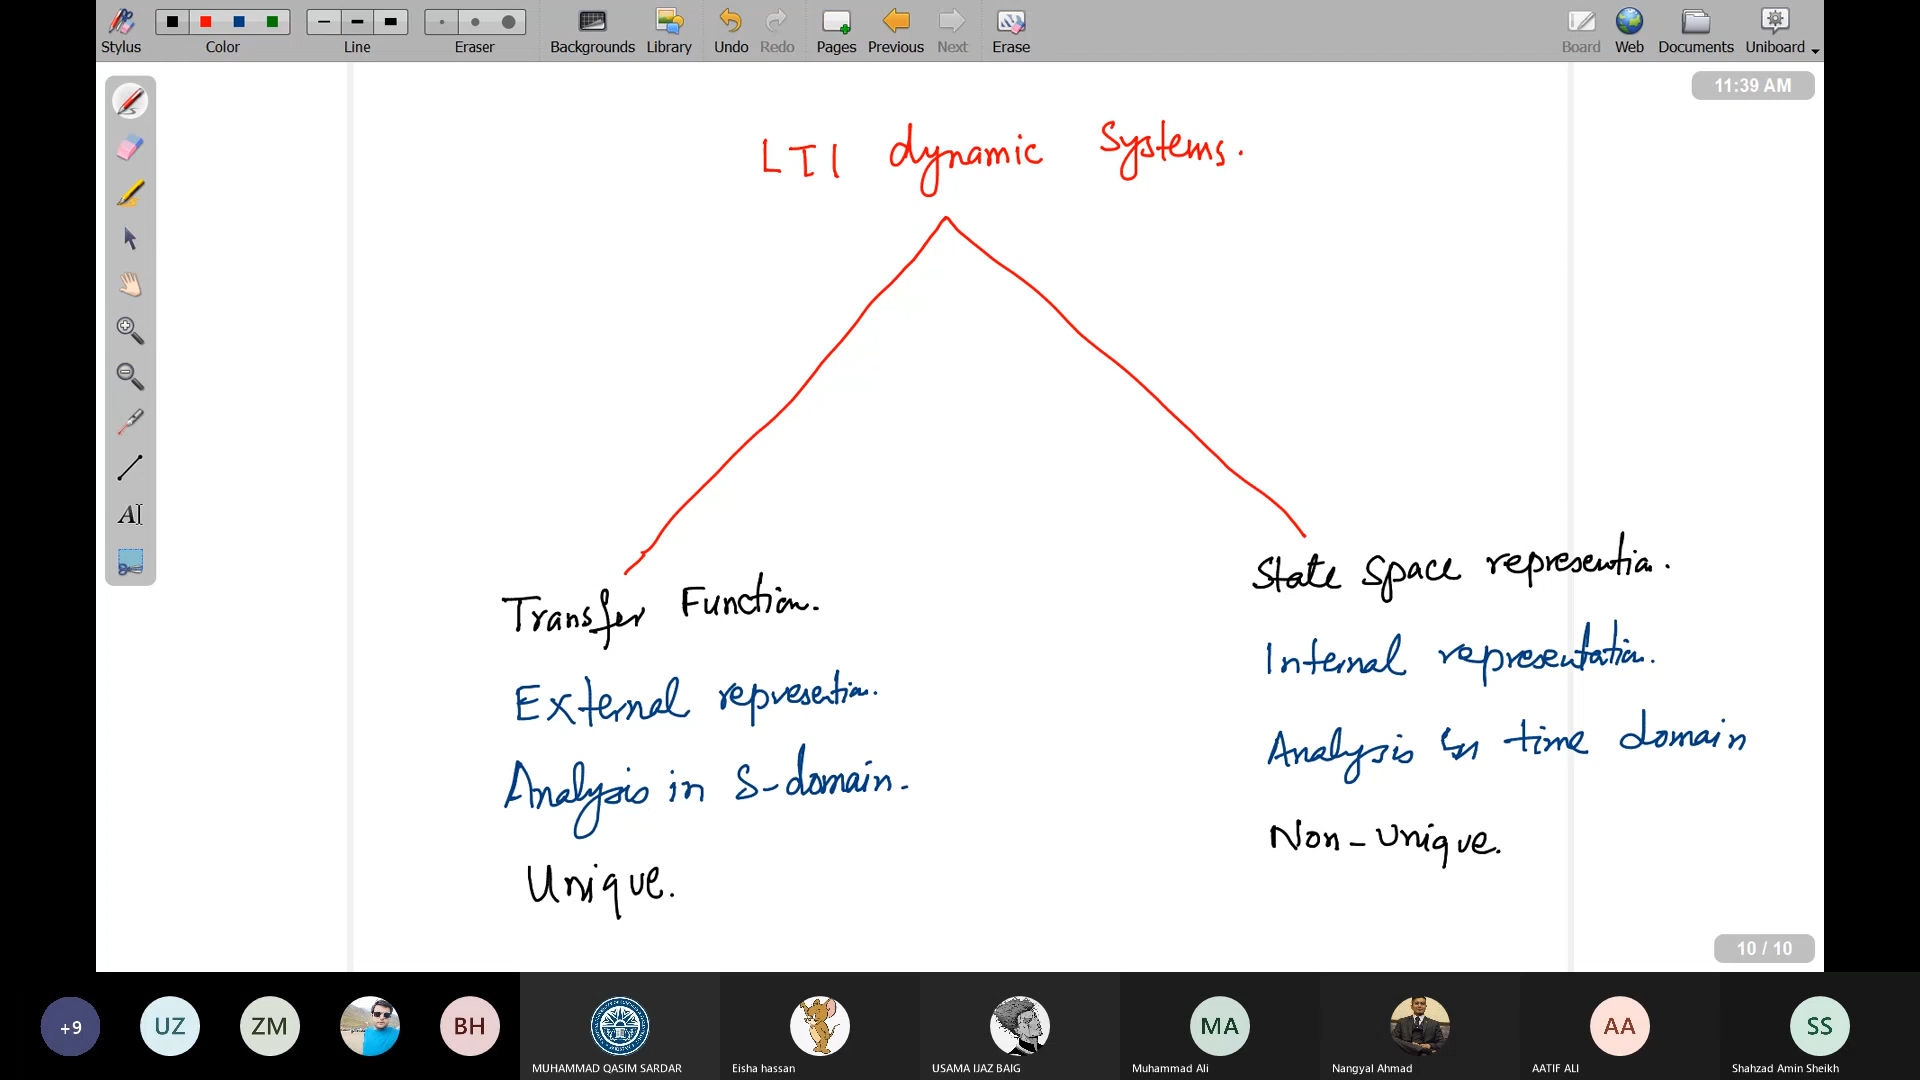 Stylus
Color
Line
Eraser
Backgrounds
Library
Undo
Redo
Pages
Previous
Next
Erase
Board
Web
Documents
Uniboard
11:39 AM
LTI dynamic Systems.
Transfer Function.
External represention.
Analysis in S-domain.
Unique.
State Space represention.
Internal representation.
Analysis in time domain
Non-Unique.
10 / 10
+9
UZ
ZM
BH
MUHAMMAD QASIM SARDAR
Eisha hassan
USAMA IJAZ BAIG
MA
Muhammad Ali
Nangyal Ahmad
AA
AATIF ALI
SS
Shahzad Amin Sheikh